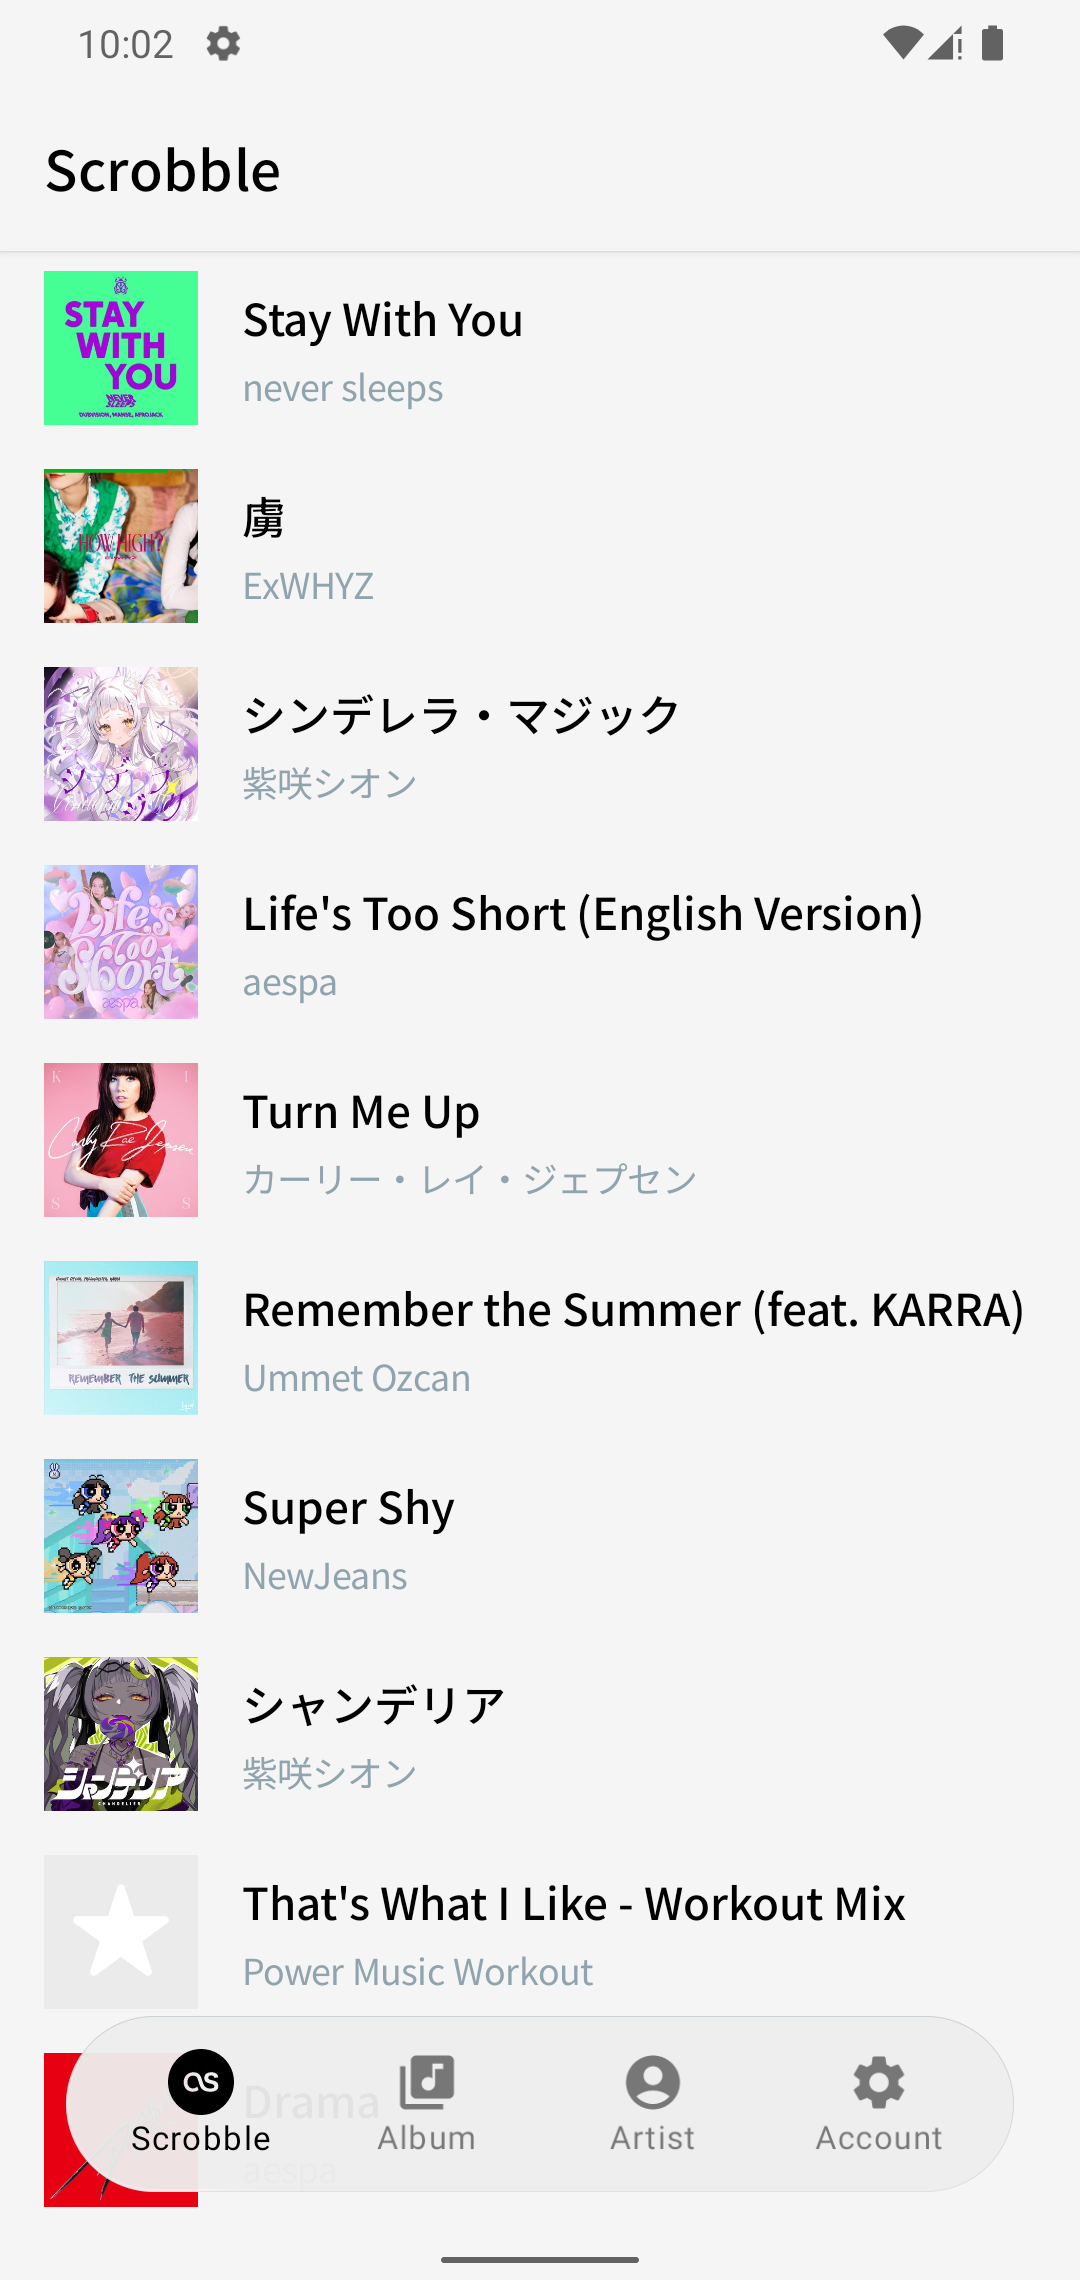 10:02
Scrobble
STAY
WITH
YOU
NEVER
SLEEPS
DUBVISION, MANSE, AFROJACK
Stay With You
never sleeps
HOW HIGH?
虜
ExWHYZ
シンデレラ・マジック
紫咲シオン
Life's
Too
Short
aespa
Life's Too Short (English Version)
aespa
K I
Carly Rae Jepsen
S S
Turn Me Up
カーリー・レイ・ジェプセン
REMEMBER THE SUMMER
Remember the Summer (feat. KARRA)
Ummet Ozcan
Super Shy
NewJeans
シャンデリア
CHANDELIER
シャンデリア
紫咲シオン
That's What I Like - Workout Mix
Power Music Workout
Drama
aespa
Scrobble
Album
Artist
Account